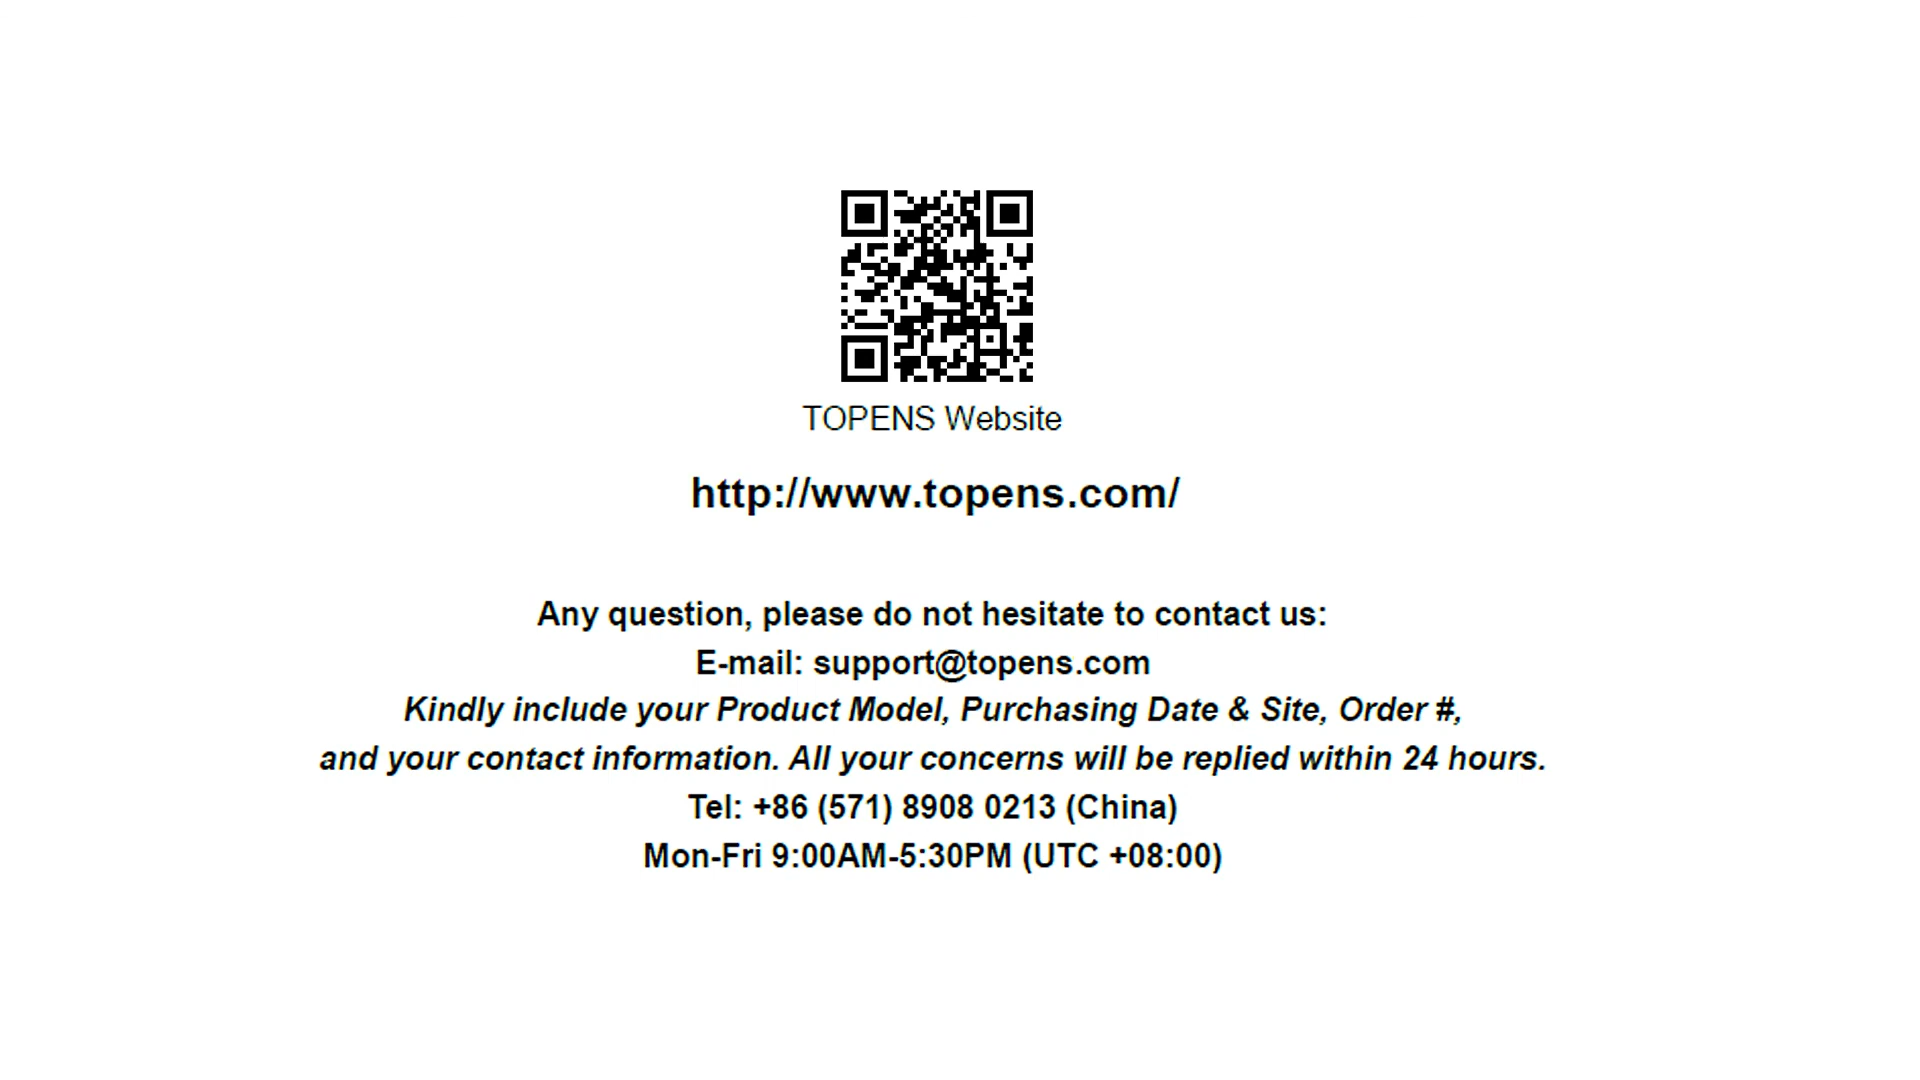 TOPENS Website
http://www.topens.com/
Any question, please do not hesitate to contact us:
E-mail: support@topens.com
Kindly include your Product Model, Purchasing Date & Site, Order #,
and your contact information. All your concerns will be replied within 24 hours.
Tel: +86 (571) 8908 0213 (China)
Mon-Fri 9:00AM-5:30PM (UTC +08:00)